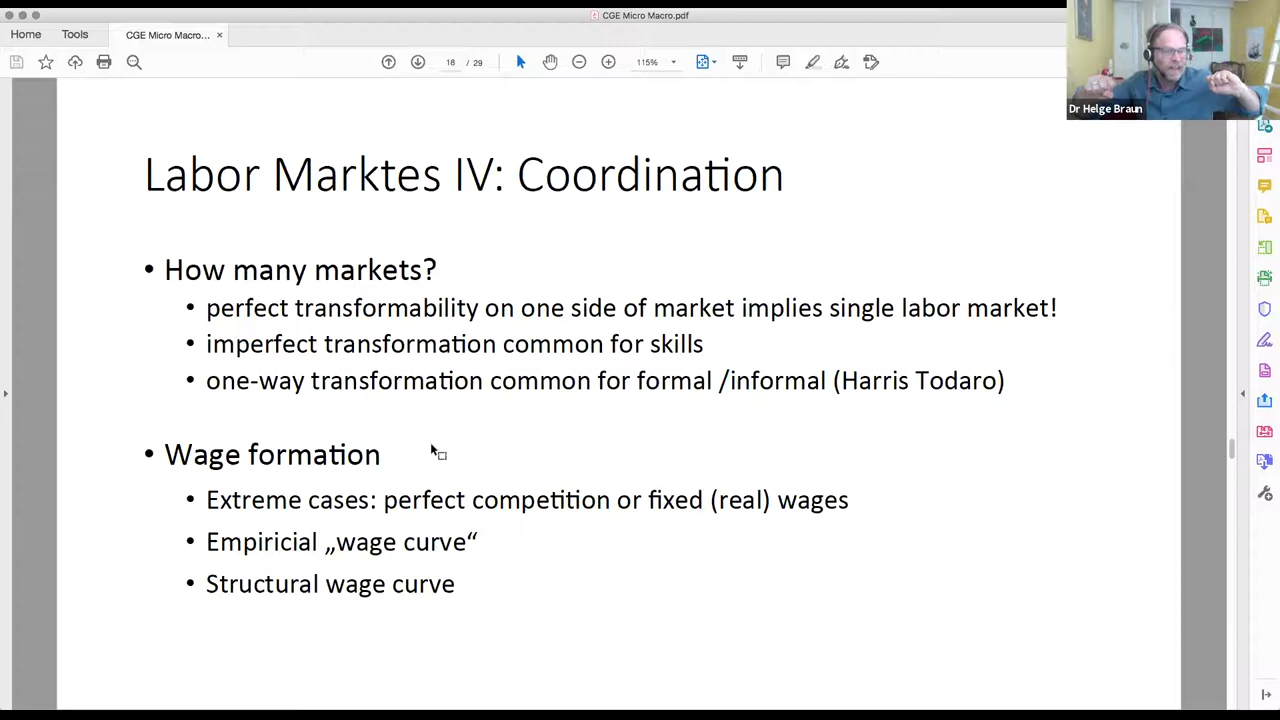 CGE Micro Macro.pdf
Home
Tools
CGE Micro Macro... ×
18 / 29
115%
Dr Helge Braun
Labor Marktes IV: Coordination
• How many markets?
• perfect transformability on one side of market implies single labor market!
• imperfect transformation common for skills
• one-way transformation common for formal /informal (Harris Todaro)
• Wage formation
• Extreme cases: perfect competition or fixed (real) wages
• Empiricial „wage curve“
• Structural wage curve